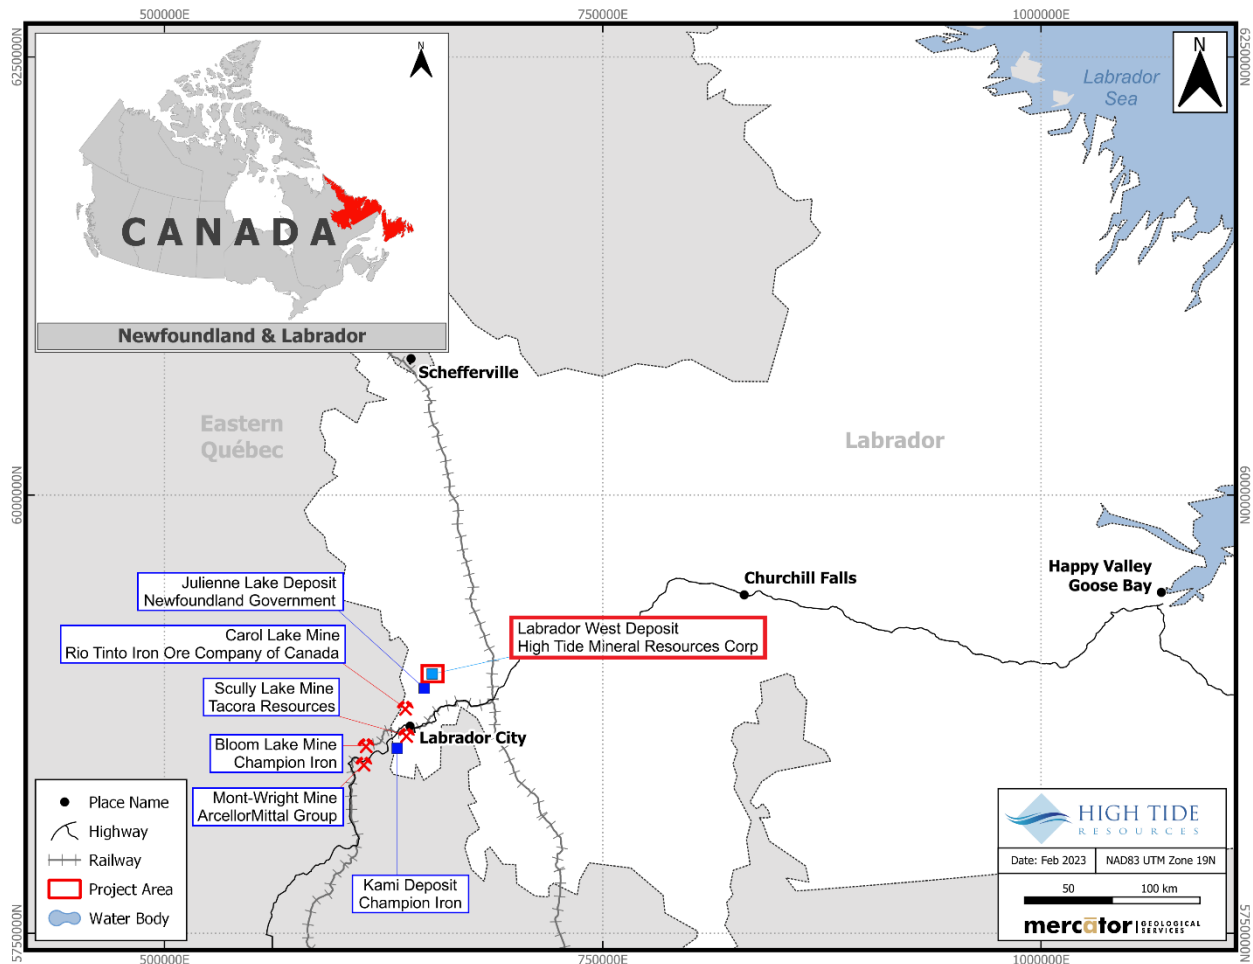 500000E
750000E
1000000E
6250000N
6250000N
N
CANADA
Newfoundland & Labrador
N
Labrador
Sea
Schefferville
Eastern
Québec
Labrador
6000000N
6000000N
Julienne Lake Deposit
Newfoundland Government
Carol Lake Mine
Rio Tinto Iron Ore Company of Canada
Scully Lake Mine
Tacora Resources
Bloom Lake Mine
Champion Iron
Mont-Wright Mine
ArcellorMittal Group
Kami Deposit
Champion Iron
Labrador West Deposit
High Tide Mineral Resources Corp
Churchill Falls
Happy Valley
Goose Bay
Labrador City
Place Name
Highway
Railway
Project Area
Water Body
HIGH TIDE
RESOURCES
Date: Feb 2023
NAD83 UTM Zone 19N
50
100 km
mercator
GEOLOGICAL
SERVICES
5750000N
5750000N
500000E
750000E
1000000E